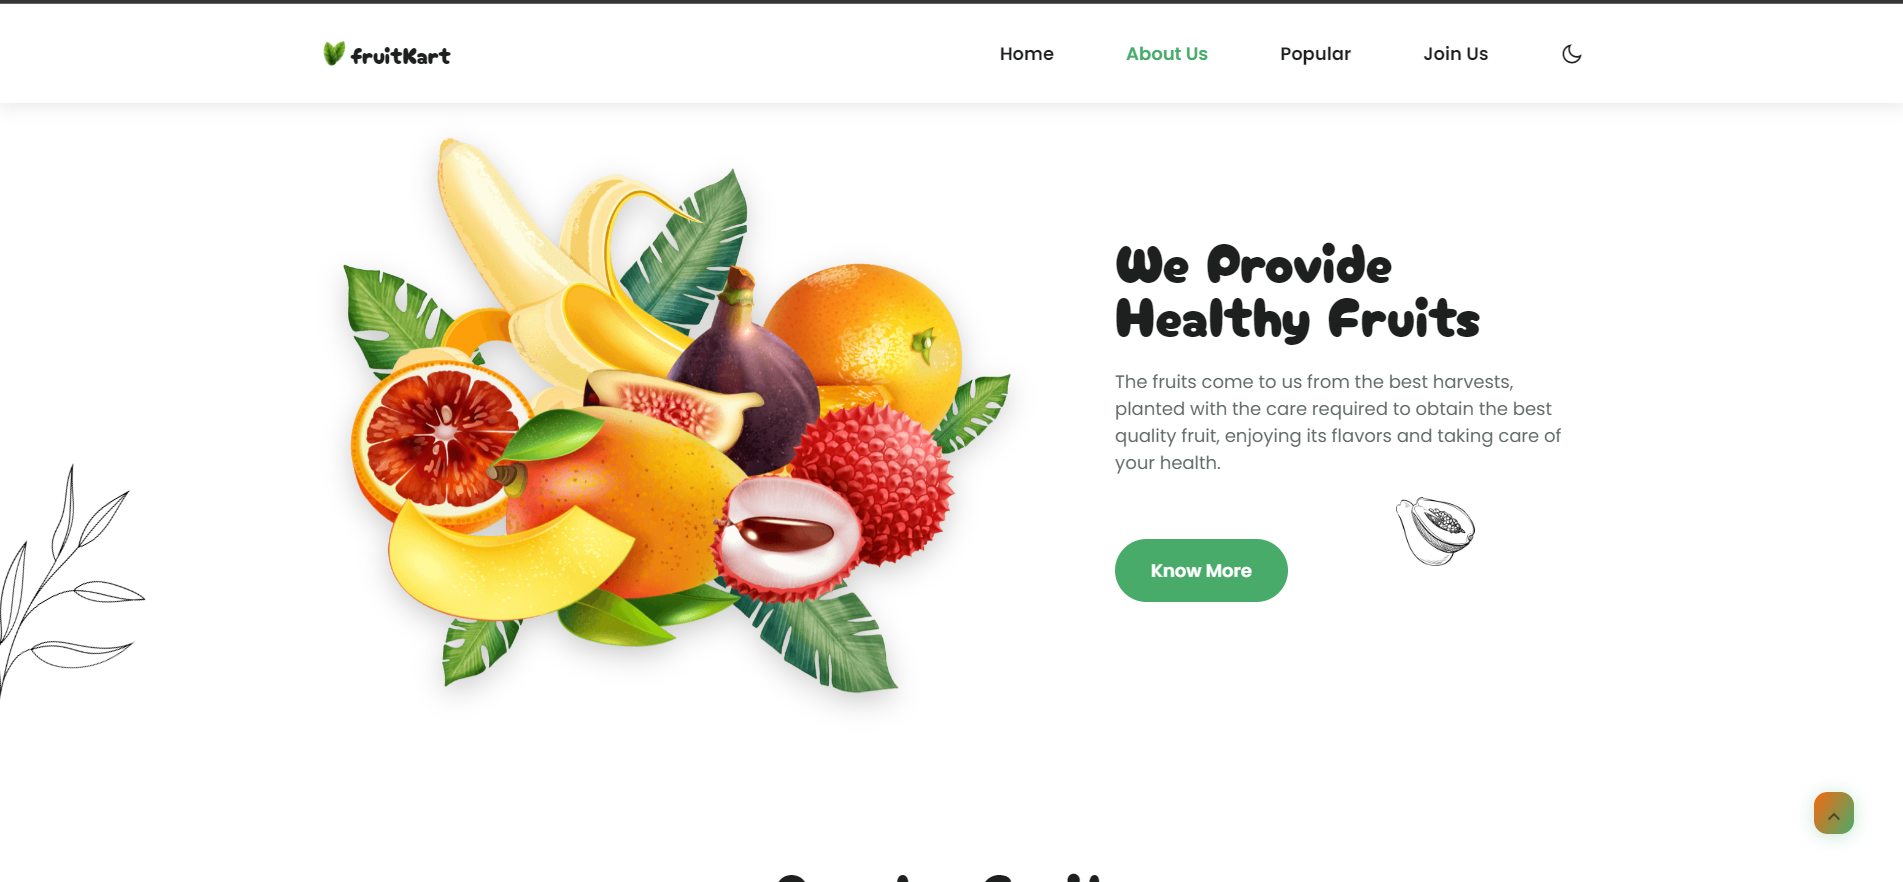 fruitKart
Home
About Us
Popular
Join Us
We Provide
Healthy Fruits
The fruits come to us from the best harvests,
planted with the care required to obtain the best
quality fruit, enjoying its flavors and taking care of
your health.
Know More